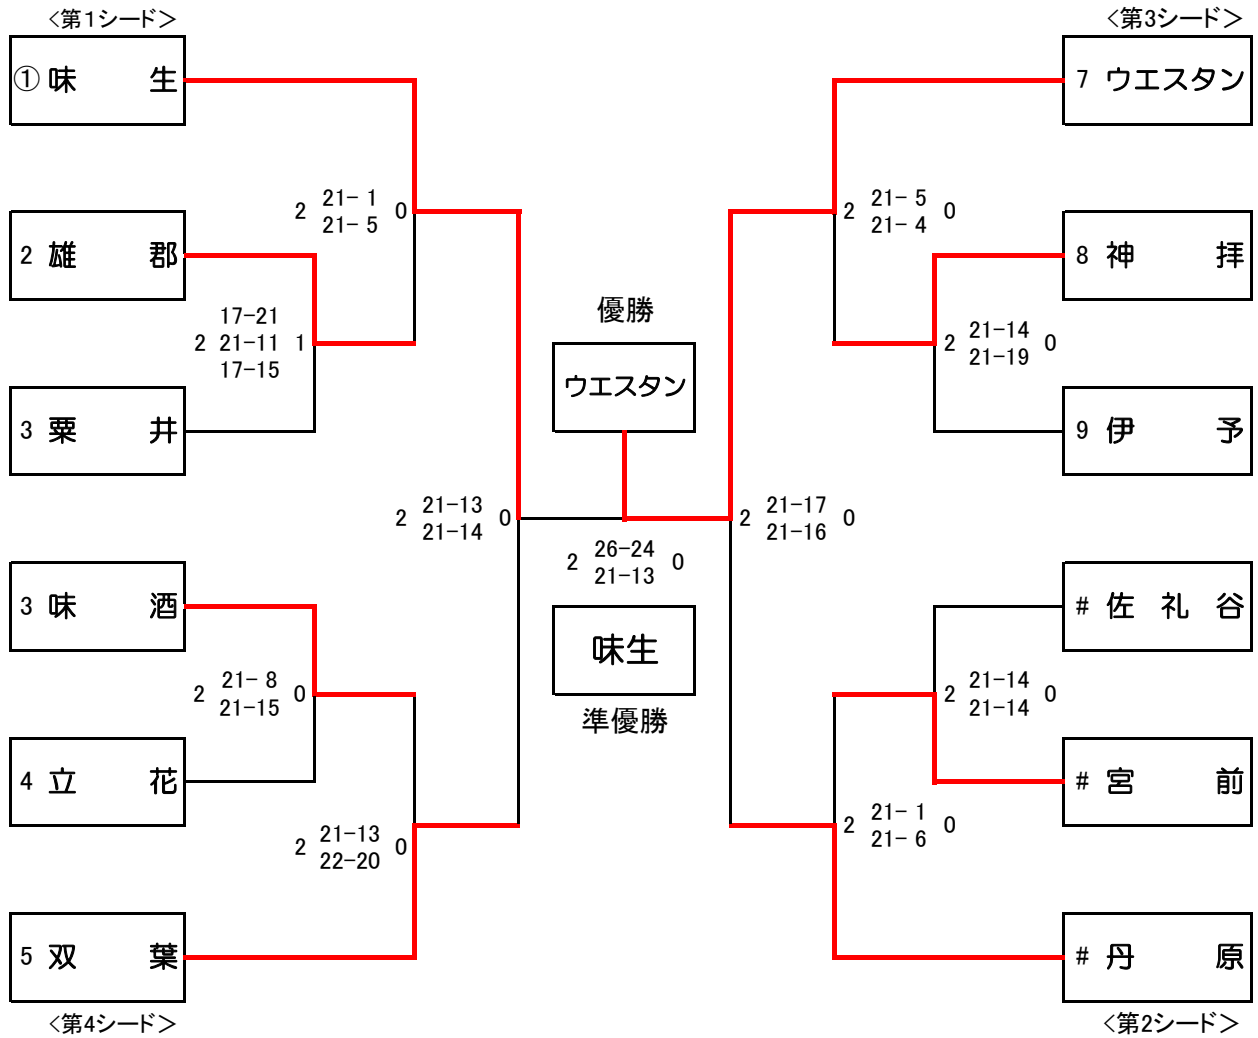 <第1シード>
① 味 生
2 雄 郡
3 粟 井
3 味 酒
4 立 花
5 双 葉
<第4シード>
2 21- 1 0
21- 5
17-21
2 21-11 1
17-15
2 21-13 0
21-14
2 21- 8 0
21-15
2 21-13 0
22-20
優勝
ウエスタン
2 26-24 0
21-13
味生
準優勝
<第3シード>
7 ウエスタン
8 神 拝
9 伊 予
# 佐 礼 谷
# 宮 前
# 丹 原
<第2シード>
2 21- 5 0
21- 4
2 21-14 0
21-19
2 21-17 0
21-16
2 21-14 0
21-14
2 21- 1 0
21- 6